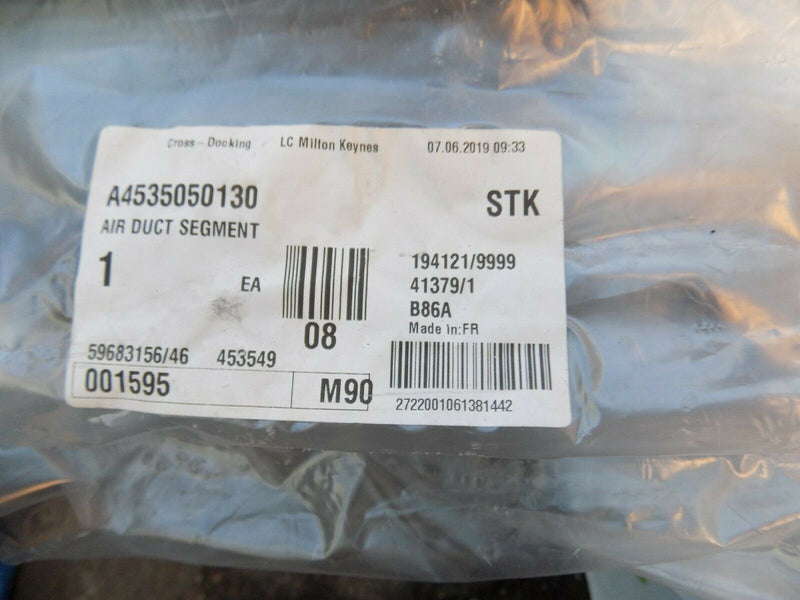 Cross-Docking LC Milton Keynes 07.06.2019 09:33
A4535050130 STK
AIR DUCT SEGMENT
1 EA
194121/9999
41379/1
B86A
Made in:FR
08
59683156/46 453549
001595 M90
2722001061381442